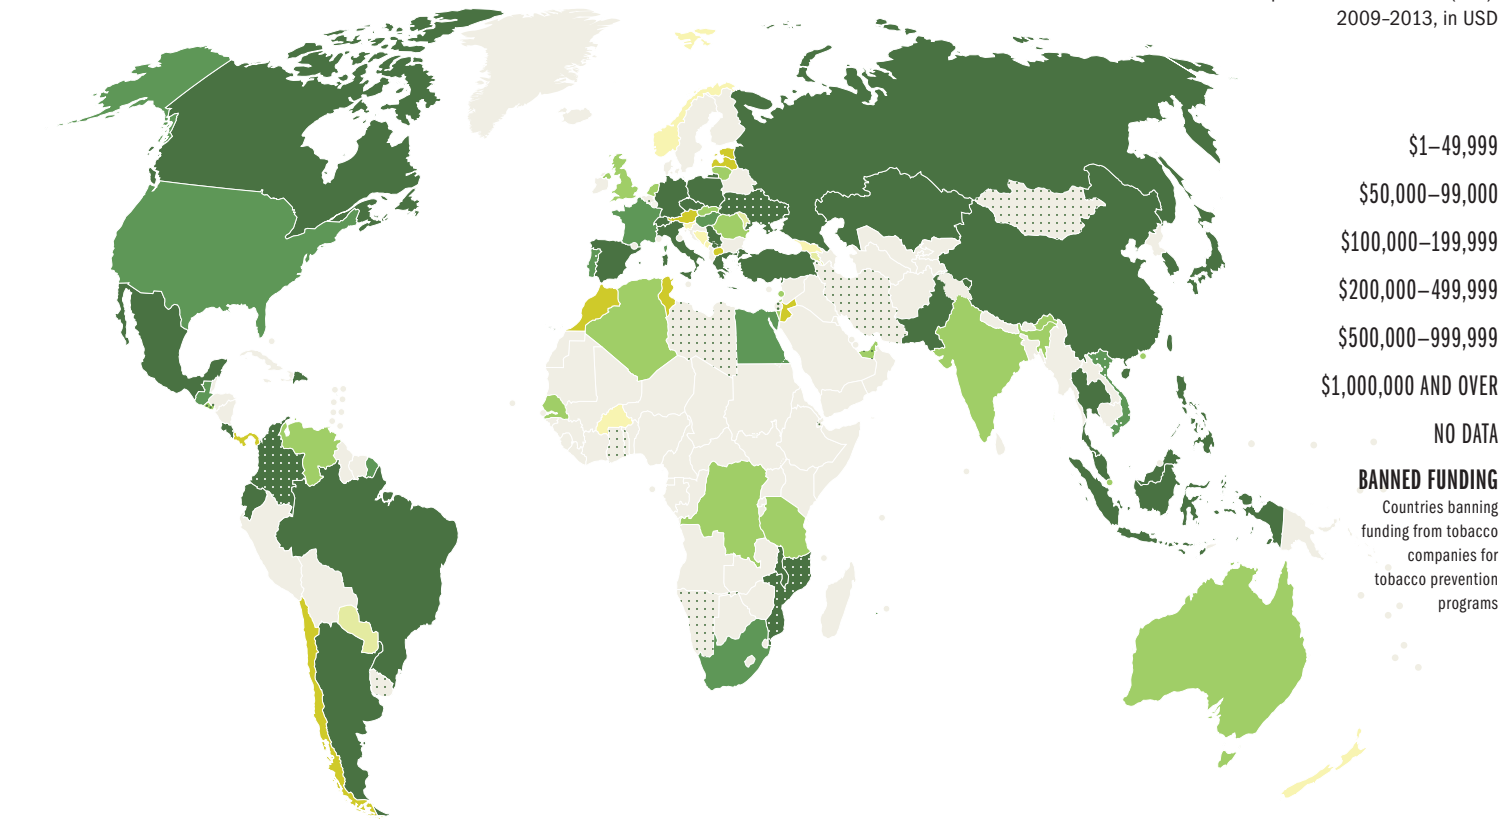 2009–2013, in USD
$1–49,999
$50,000–99,000
$100,000–199,999
$200,000–499,999
$500,000–999,999
$1,000,000 AND OVER
NO DATA
BANNED FUNDING
Countries banning
funding from tobacco
companies for
tobacco prevention
programs